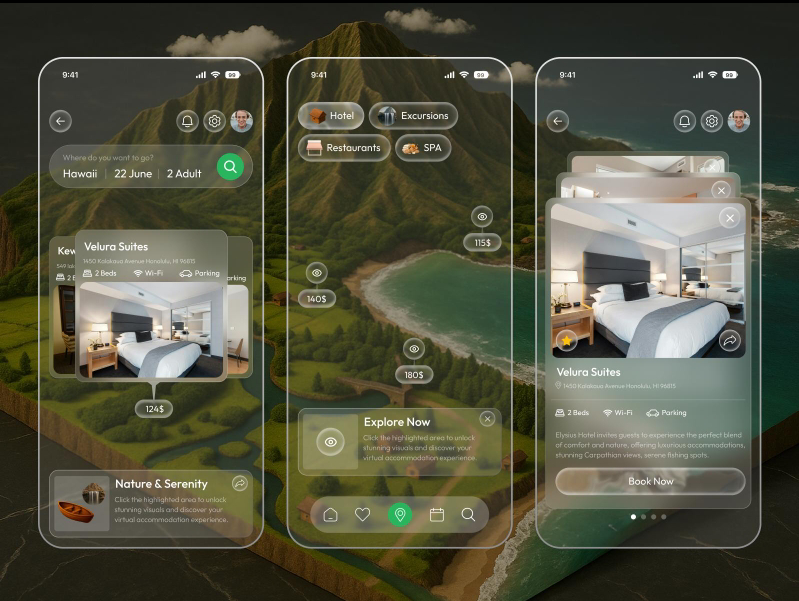 9:41
99
Where do you want to go?
Hawaii
22 June
2 Adult
Velura Suites
1450 Kalakaua Avenue Honolulu, HI 96815
2 Beds
Wi-Fi
Parking
124$
Nature & Serenity
Click the highlighted area to unlock
stunning visuals and discover your
virtual accommodation experience.
9:41
99
Hotel
Excursions
Restaurants
SPA
115$
140$
180$
Explore Now
Click the highlighted area to unlock
stunning visuals and discover your
virtual accommodation experience.
9:41
99
Velura Suites
1450 Kalakaua Avenue Honolulu, HI 96815
2 Beds
Wi-Fi
Parking
Elysius Hotel invites guests to experience the perfect blend
of comfort and nature, offering luxurious accommodations,
stunning Carpathian views, serene fishing spots.
Book Now